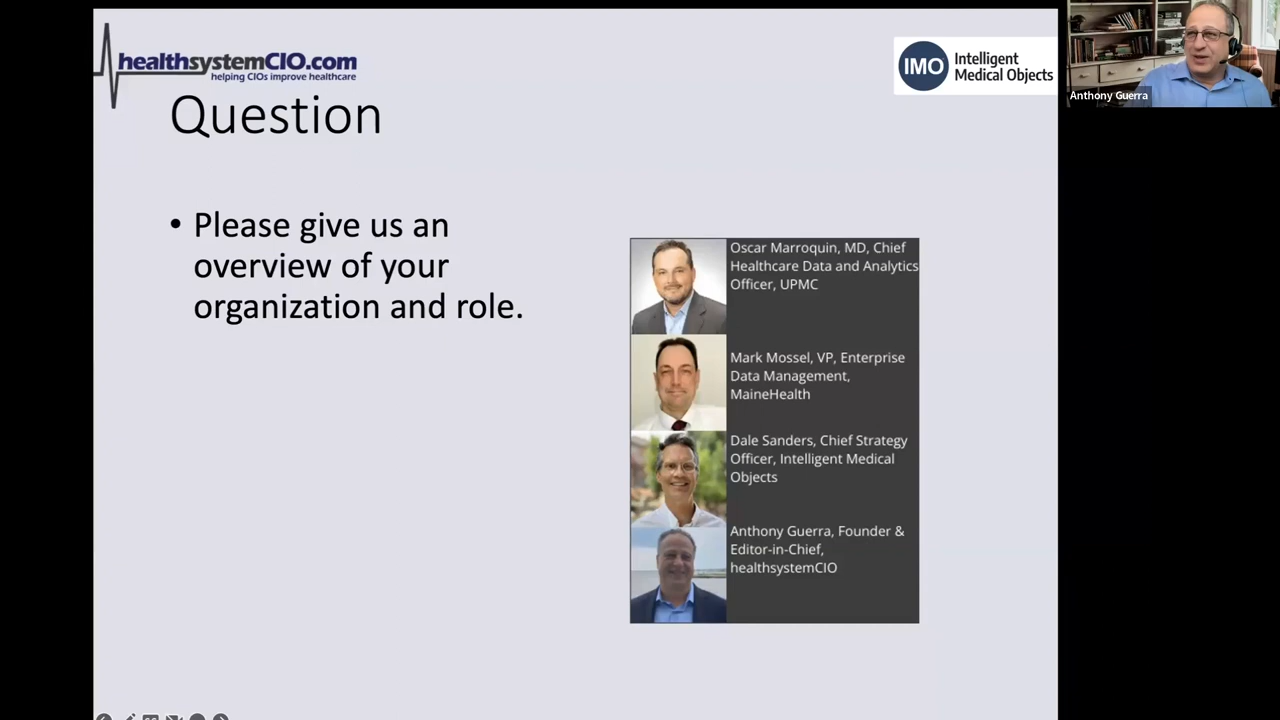 healthsystemCIO.com
helping CIOs improve healthcare
IMO
Intelligent
Medical Objects
Anthony Guerra
Question
• Please give us an
overview of your
organization and role.
Oscar Marroquin, MD, Chief
Healthcare Data and Analytics
Officer, UPMC
Mark Mossel, VP, Enterprise
Data Management,
MaineHealth
Dale Sanders, Chief Strategy
Officer, Intelligent Medical
Objects
Anthony Guerra, Founder &
Editor-in-Chief,
healthsystemCIO